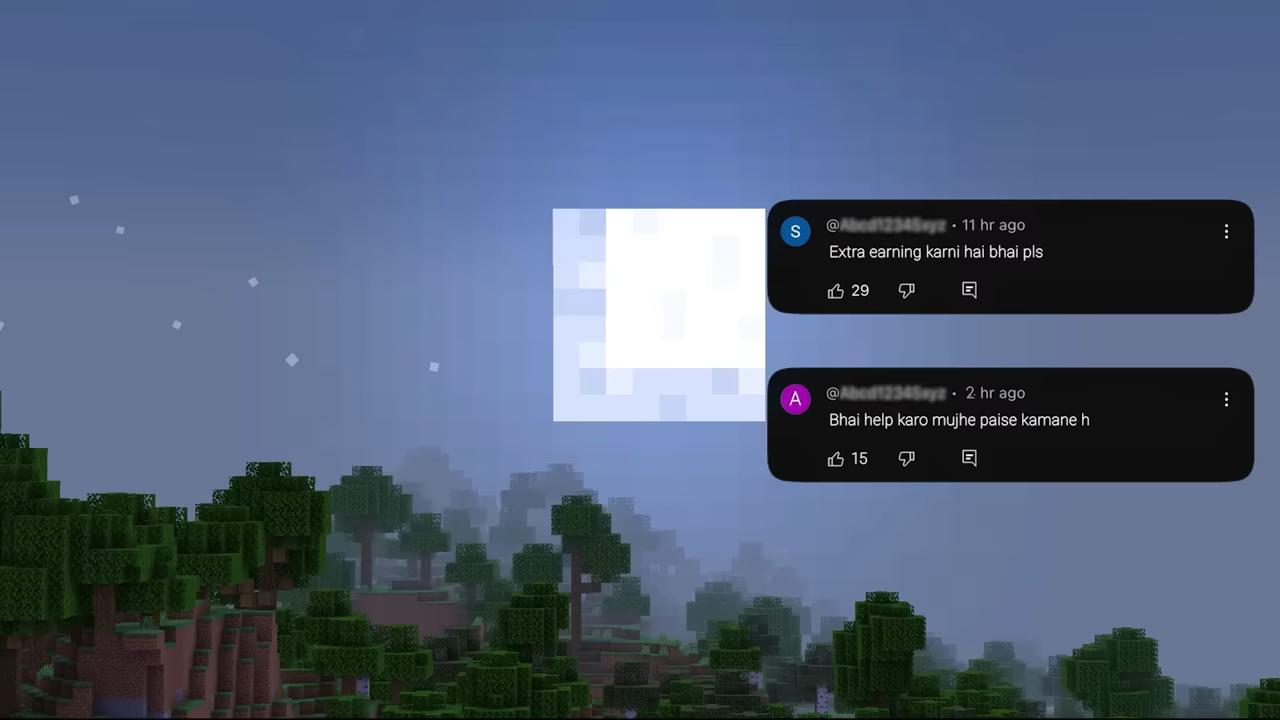 S
@ · 11 hr ago
Extra earning karni hai bhai pls
29
A
@ · 2 hr ago
Bhai help karo mujhe paise kamane h
15